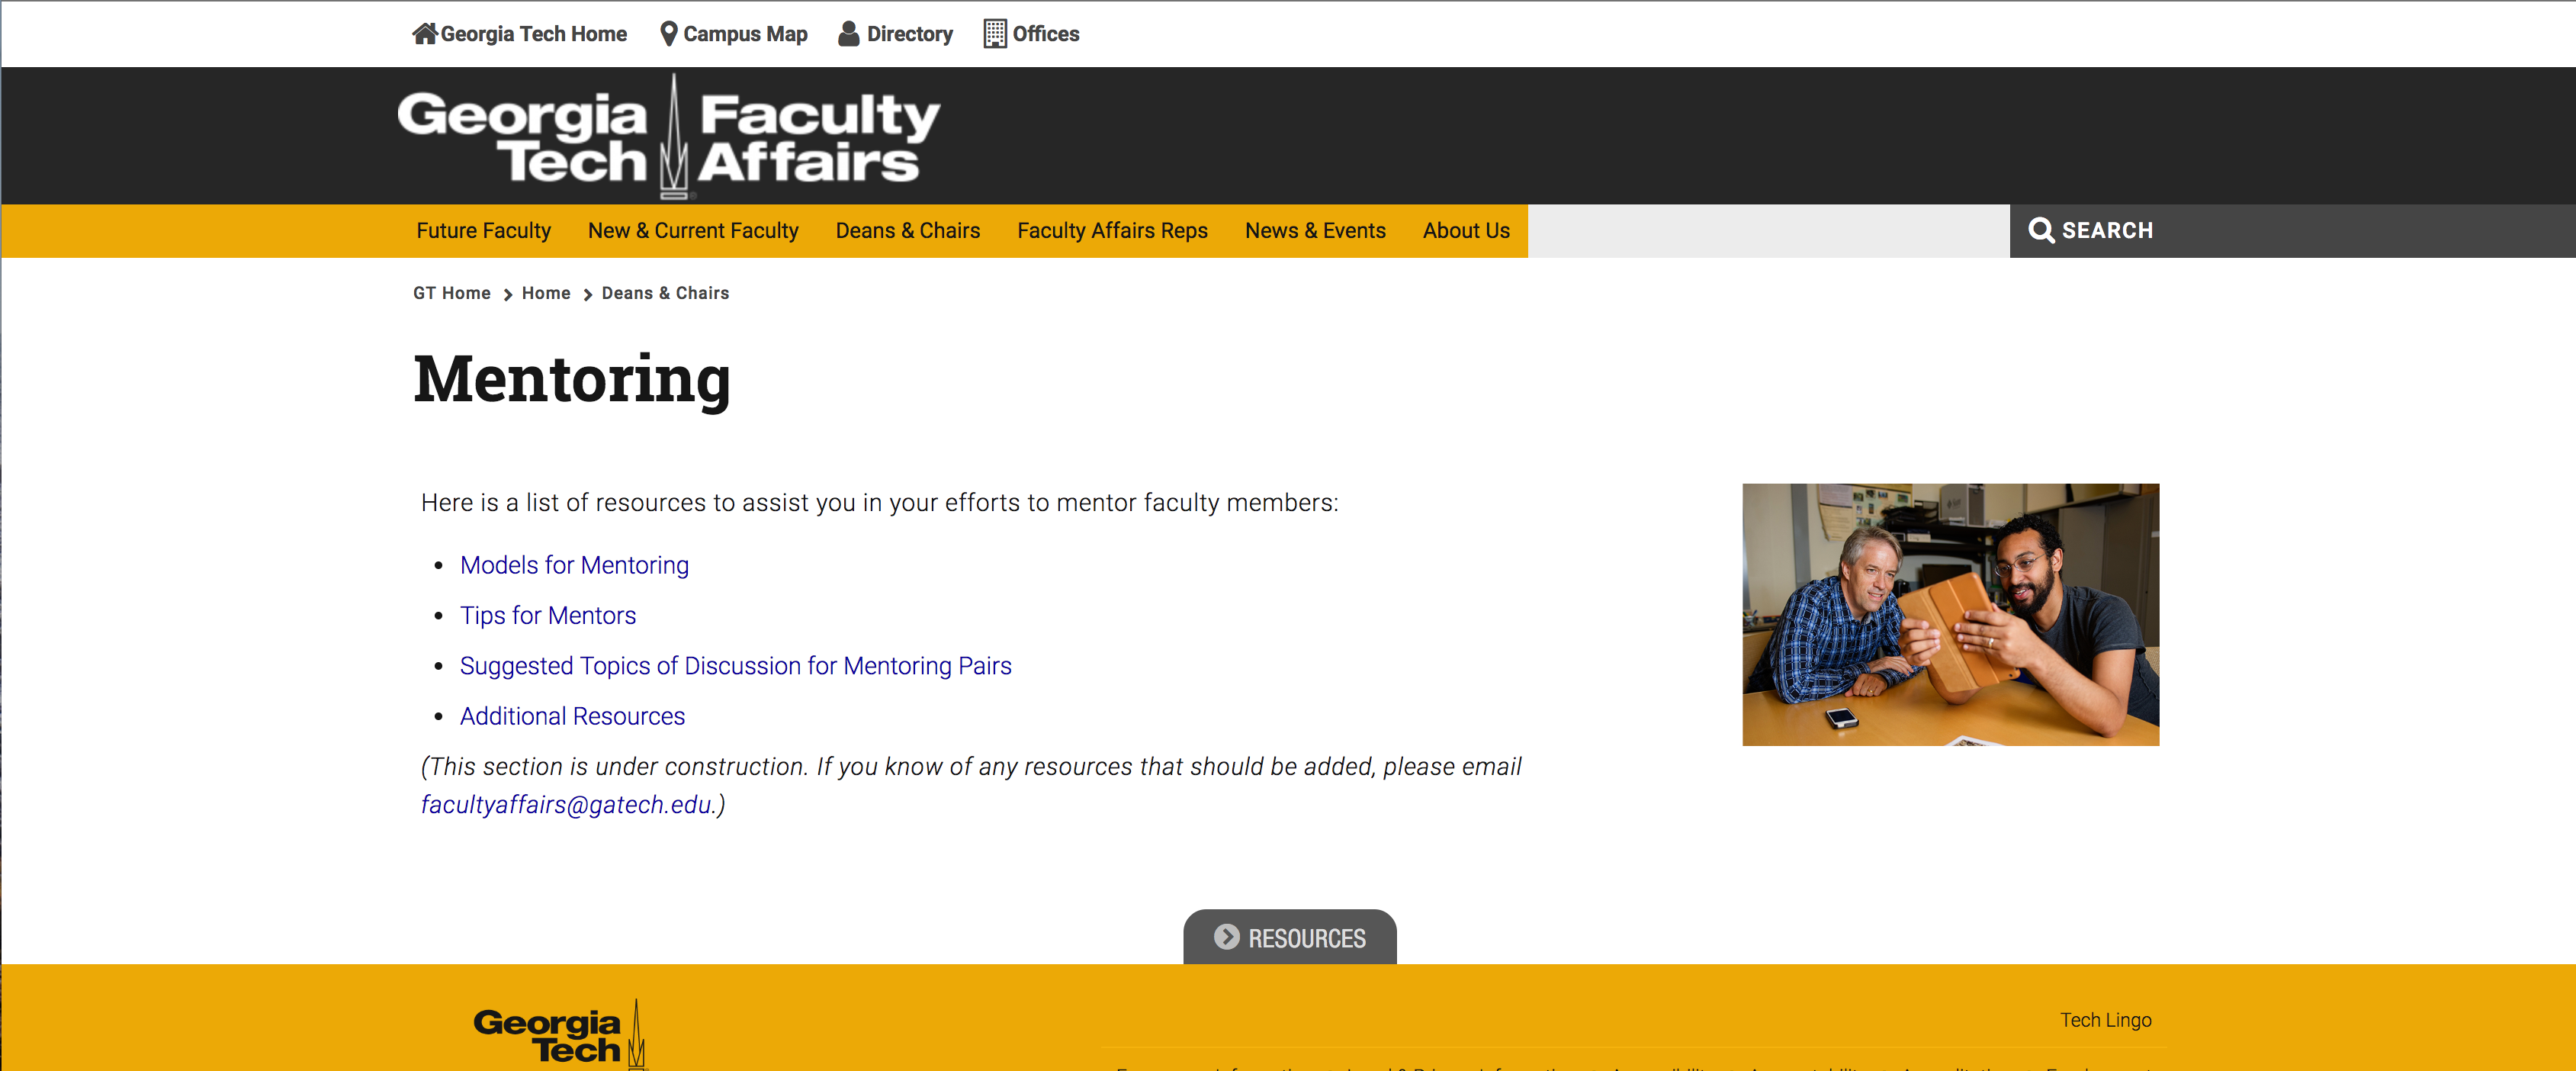 Georgia Tech Home Campus Map Directory Offices
Georgia Faculty
Tech Affairs
Future Faculty New & Current Faculty Deans & Chairs Faculty Affairs Reps News & Events About Us SEARCH
GT Home Home Deans & Chairs
Mentoring
Here is a list of resources to assist you in your efforts to mentor faculty members:
• Models for Mentoring
• Tips for Mentors
• Suggested Topics of Discussion for Mentoring Pairs
• Additional Resources
(This section is under construction. If you know of any resources that should be added, please email
facultyaffairs@gatech.edu.)
RESOURCES
Georgia
Tech
Tech Lingo